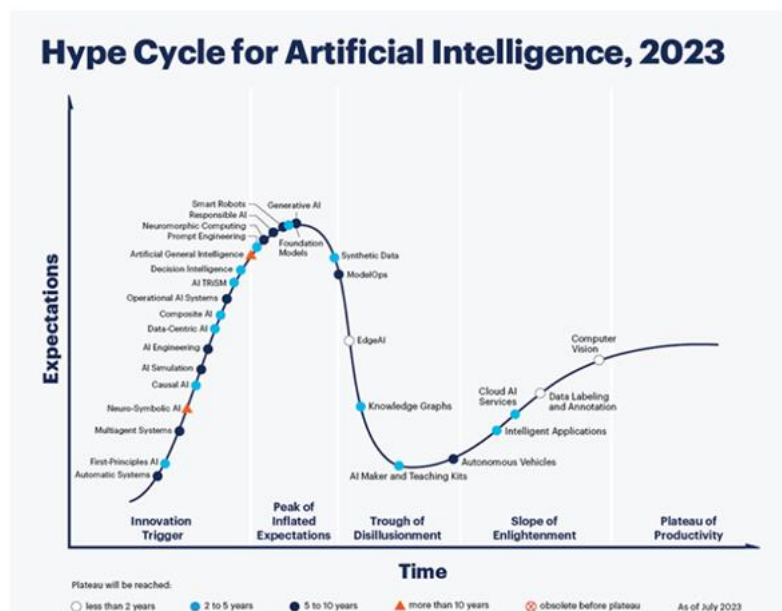 Hype Cycle for Artificial Intelligence, 2023
Expectations
Smart Robots
Responsible AI
Neuromorphic Computing
Prompt Engineering
Artificial General Intelligence
Decision Intelligence
AI TRiSM
Operational AI Systems
Composite AI
Data-Centric AI
AI Engineering
AI Simulation
Causal AI
Neuro-Symbolic AI
Multiagent Systems
First-Principles AI
Automatic Systems
Generative AI
Foundation
Models
Synthetic Data
ModelOps
EdgeAI
Knowledge Graphs
AI Maker and Teaching Kits
Autonomous Vehicles
Intelligent Applications
Cloud AI
Services
Data Labeling
and Annotation
Computer
Vision
Innovation
Trigger
Peak of
Inflated
Expectations
Trough of
Disillusionment
Slope of
Enlightenment
Plateau of
Productivity
Time
Plateau will be reached:
less than 2 years
2 to 5 years
5 to 10 years
more than 10 years
obsolete before plateau
As of July 2023